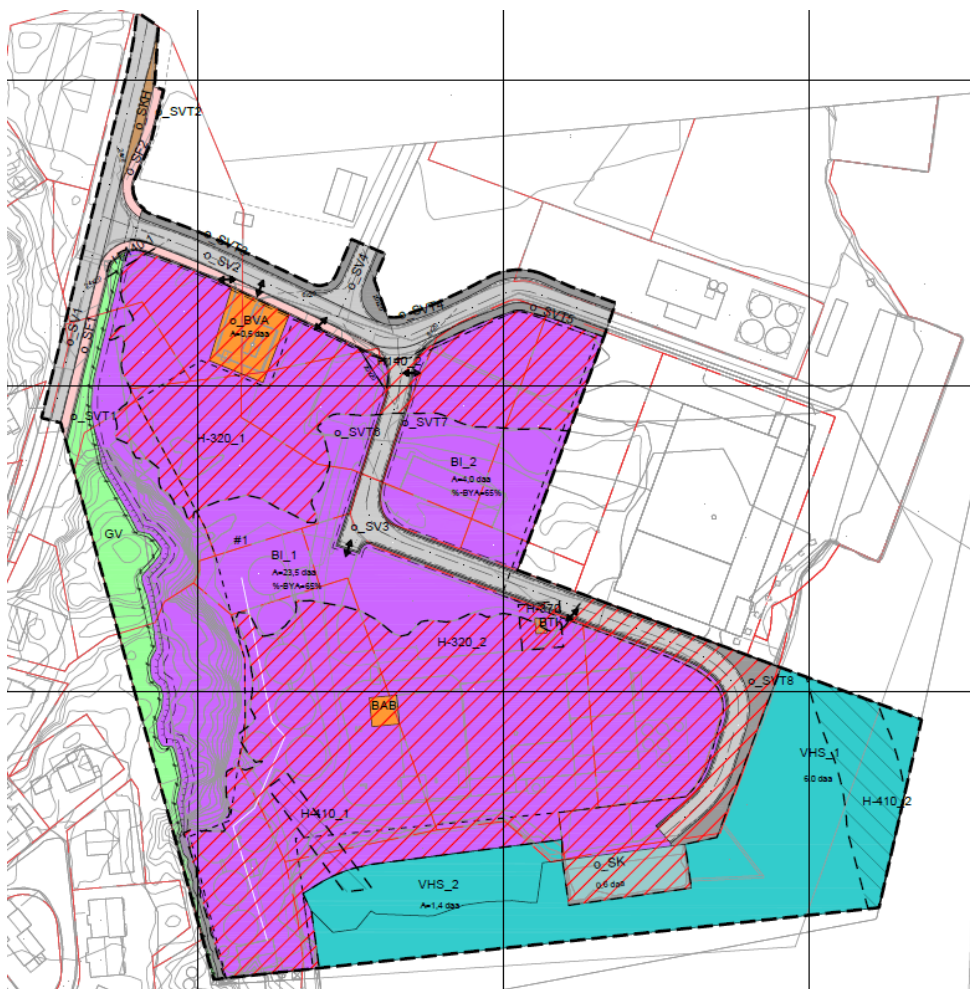 o_SKH
o_SVT2
o_SF2
o_SVT3
o_SV2
o_SV4
o_SVT4
o_SVT5
o_BVA
A=0,5 daa
o_SV1
o_SF1
H140_2
o_SVT1
o_SVT6
o_SVT7
H-320_1
BI_2
A=4,0 daa
%-BYA=65%
o_SV3
GV
#1
BI_1
A=23,5 daa
%-BYA=65%
H-370
BTK
H-320_2
o_SVT8
BAB
VHS_1
6,0 daa
H-410_2
H-410_1
o_SK
0,6 daa
VHS_2
A=1,4 daa